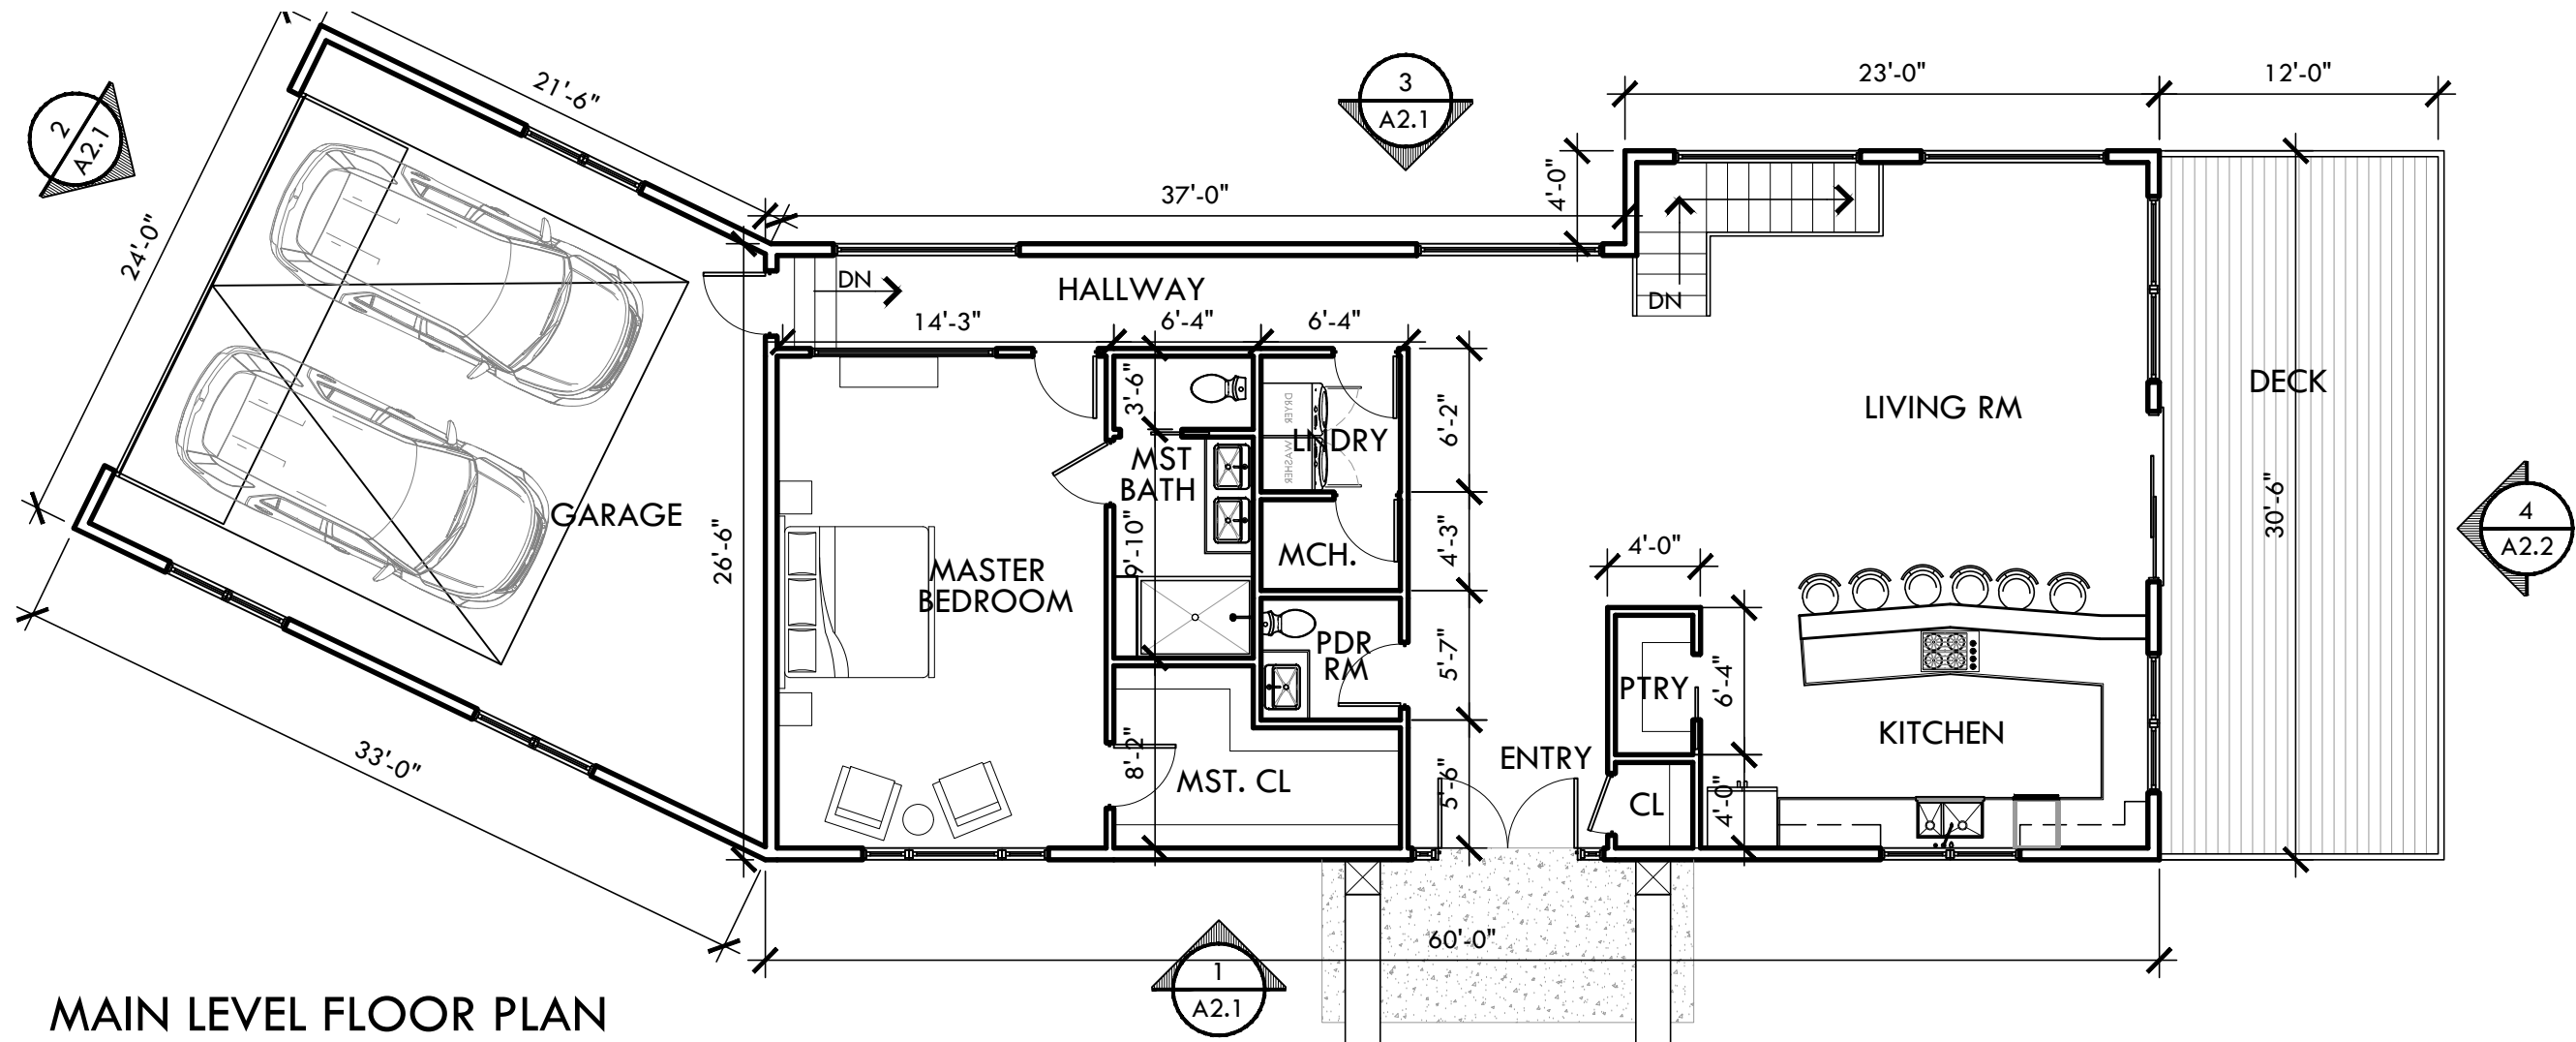 21'-6"
3
A2.1
23'-0"
12'-0"
2
A2.1
37'-0"
4'-0"
24'-0"
DN
HALLWAY
DN
14'-3"
6'-4"
6'-4"
3'-6"
DRYER
LNDRY
WASHER
6'-2"
LIVING RM
DECK
MST
BATH
GARAGE
26'-6"
9'-10"
MCH.
4'-3"
4'-0"
30'-6"
4
A2.2
MASTER
BEDROOM
PDR
RM
5'-7"
PTRY
6'-4"
KITCHEN
33'-0"
8'-2"
MST. CL
ENTRY
5'-6"
CL
4'-0"
60'-0"
1
A2.1
MAIN LEVEL FLOOR PLAN